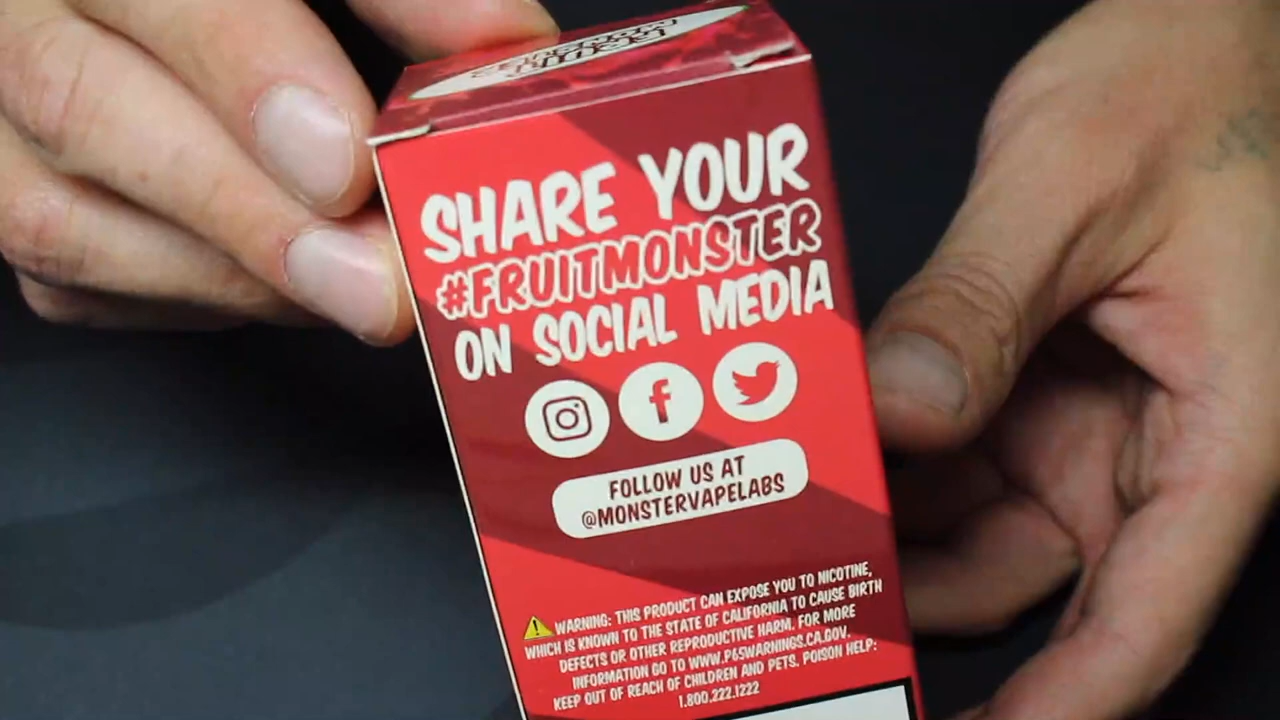 SHARE YOUR
#FRUITMONSTER
ON SOCIAL MEDIA
FOLLOW US AT
@MONSTERVAPELABS
WARNING: THIS PRODUCT CAN EXPOSE YOU TO NICOTINE,
WHICH IS KNOWN TO THE STATE OF CALIFORNIA TO CAUSE BIRTH
DEFECTS OR OTHER REPRODUCTIVE HARM. FOR MORE
INFORMATION GO TO WWW.P65WARNINGS.CA.GOV.
KEEP OUT OF REACH OF CHILDREN AND PETS. POISON HELP:
1.800.222.1222